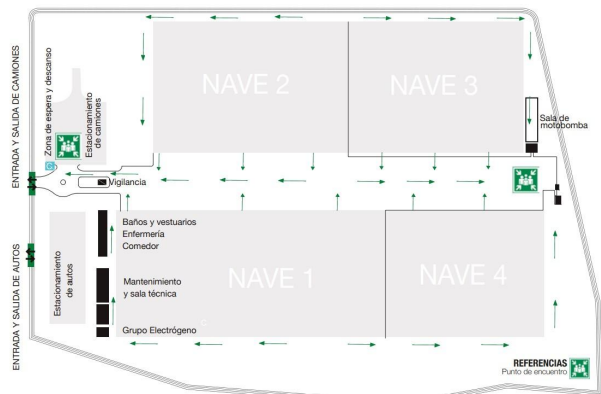 ENTRADA Y SALIDA DE CAMIONES
Zona de espera y descanso
Estacionamiento
de camiones
NAVE 2
NAVE 3
Sala de
motobomba
Vigilancia
ENTRADA Y SALIDA DE AUTOS
Estacionamiento
de autos
Baños y vestuarios
Enfermería
Comedor
Mantenimiento
y sala técnica
Grupo Electrógeno
NAVE 1
NAVE 4
REFERENCIAS
Punto de encuentro